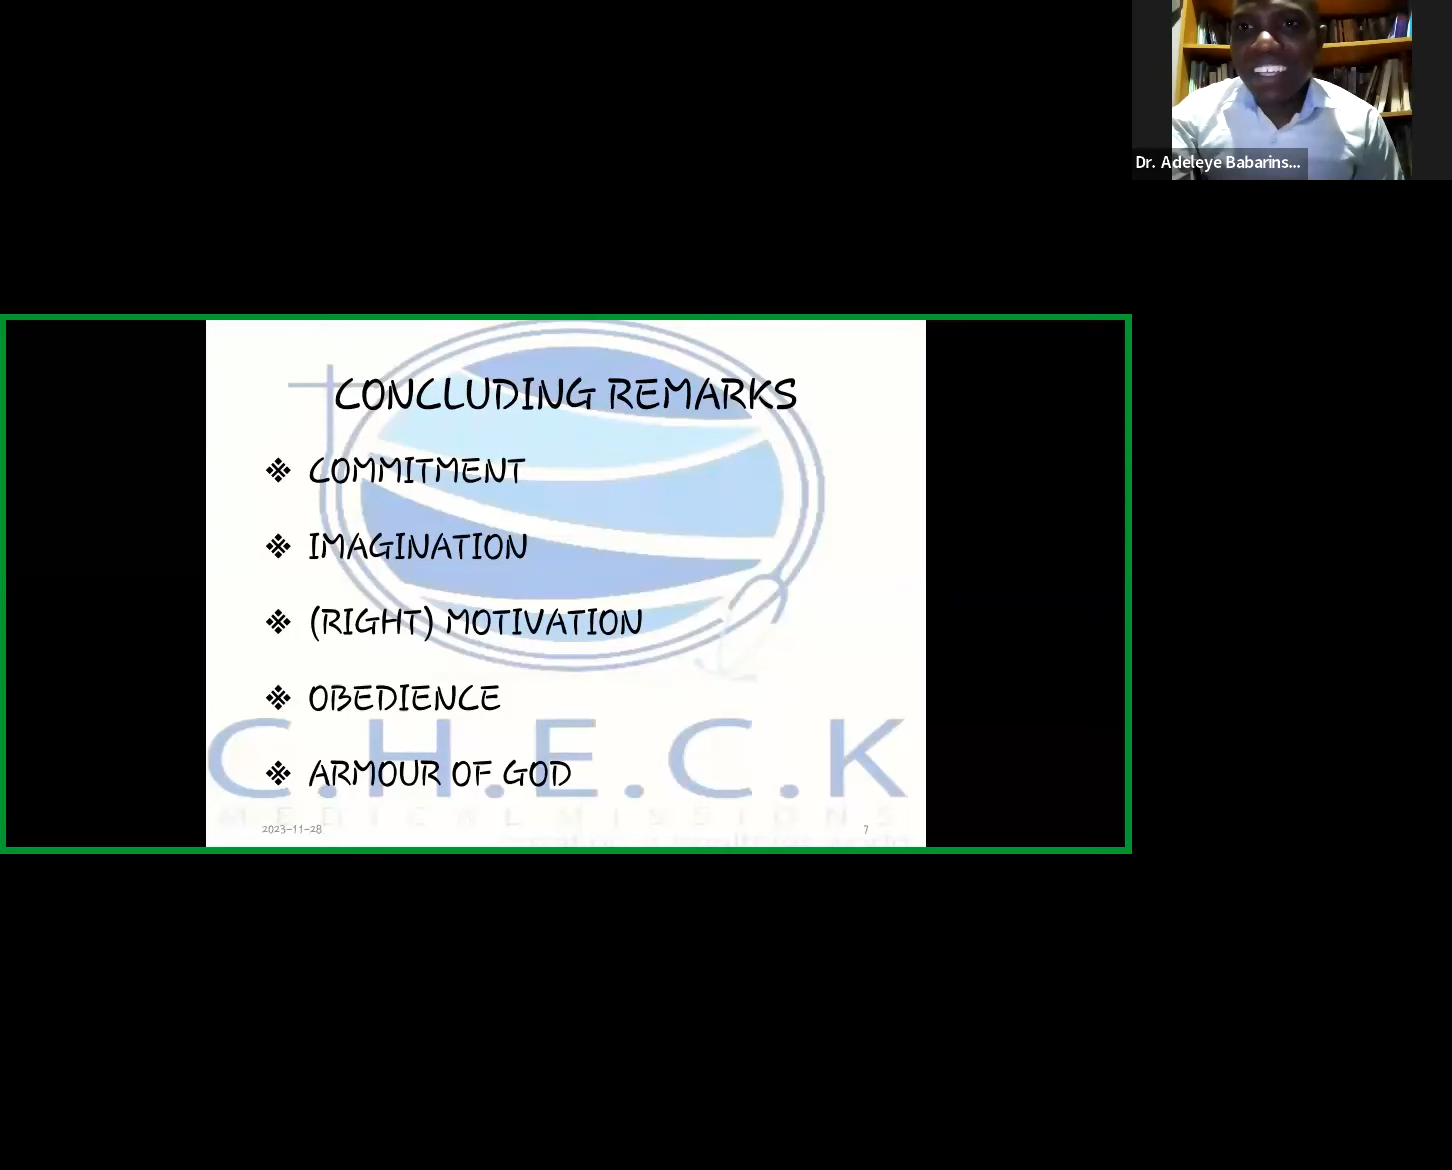 Dr. Adeleye Babarins...
CONCLUDING REMARKS
❖ COMMITMENT
❖ IMAGINATION
❖ (RIGHT) MOTIVATION
❖ OBEDIENCE
C.H.E.C.K
❖ ARMOUR OF GOD
MEDICAL MISSIONS
2023-11-28
7